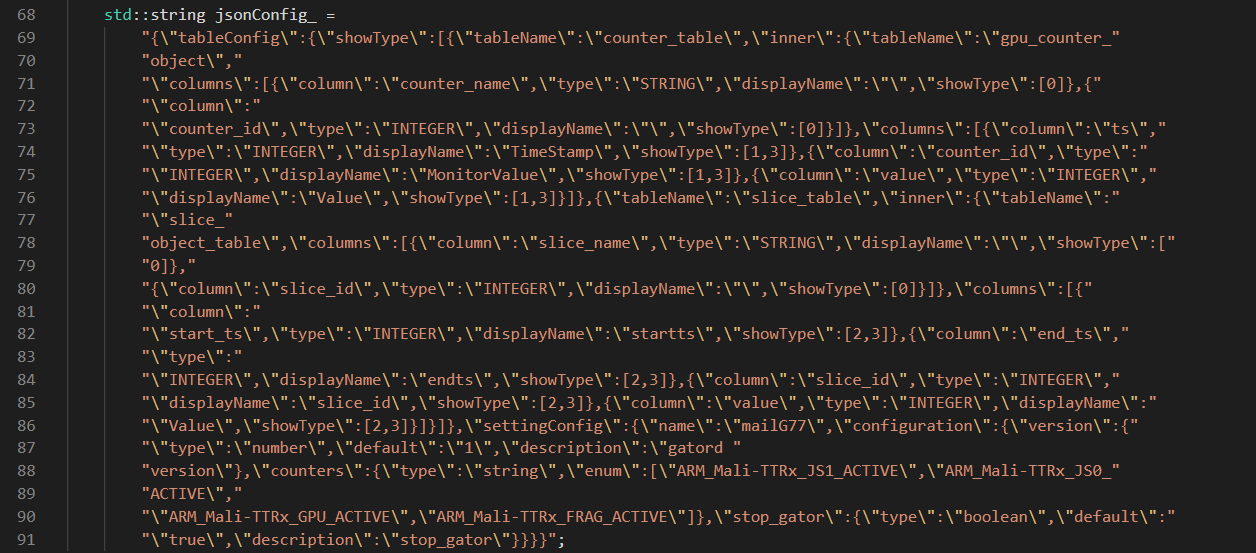 68 std::string jsonConfig_ =
69 "{\"tableConfig\":{\"showType\":[{\"tableName\":\"counter_table\",\"inner\":{\"tableName\":\"gpu_counter_"
70 "object\","
71 "\"columns\":[{\"column\":\"counter_name\",\"type\":\"STRING\",\"displayName\":\"\",\"showType\":[0]},{"
72 "\"column\":"
73 "\"counter_id\",\"type\":\"INTEGER\",\"displayName\":\"\",\"showType\":[0]}]},\"columns\":[{\"column\":\"ts\","
74 "\"type\":\"INTEGER\",\"displayName\":\"TimeStamp\",\"showType\":[1,3]},{\"column\":\"counter_id\",\"type\":"
75 "\"INTEGER\",\"displayName\":\"MonitorValue\",\"showType\":[1,3]},{\"column\":\"value\",\"type\":\"INTEGER\","
76 "\"displayName\":\"Value\",\"showType\":[1,3]}]},{\"tableName\":\"slice_table\",\"inner\":{\"tableName\":"
77 "\"slice_"
78 "object_table\",\"columns\":[{\"column\":\"slice_name\",\"type\":\"STRING\",\"displayName\":\"\",\"showType\":["
79 "0]},"
80 "{\"column\":\"slice_id\",\"type\":\"INTEGER\",\"displayName\":\"\",\"showType\":[0]}]},\"columns\":[{"
81 "\"column\":"
82 "\"start_ts\",\"type\":\"INTEGER\",\"displayName\":\"startts\",\"showType\":[2,3]},{\"column\":\"end_ts\","
83 "\"type\":"
84 "\"INTEGER\",\"displayName\":\"endts\",\"showType\":[2,3]},{\"column\":\"slice_id\",\"type\":\"INTEGER\","
85 "\"displayName\":\"slice_id\",\"showType\":[2,3]},{\"column\":\"value\",\"type\":\"INTEGER\",\"displayName\":"
86 "\"Value\",\"showType\":[2,3]}]}]},\"settingConfig\":{\"name\":\"mailG77\",\"configuration\":{\"version\":{"
87 "\"type\":\"number\",\"default\":\"1\",\"description\":\"gatord "
88 "version\"},\"counters\":{\"type\":\"string\",\"enum\":[\"ARM_Mali-TTRx_JS1_ACTIVE\",\"ARM_Mali-TTRx_JS0_"
89 "ACTIVE\","
90 "\"ARM_Mali-TTRx_GPU_ACTIVE\",\"ARM_Mali-TTRx_FRAG_ACTIVE\"]},\"stop_gator\":{\"type\":\"boolean\",\"default\":"
91 "\"true\",\"description\":\"stop_gator\"}}}}";